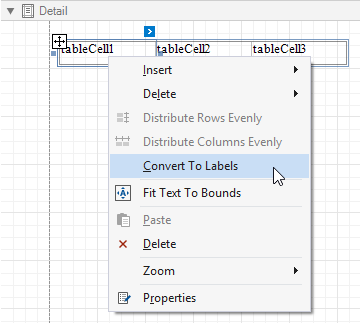 Detail
tableCell1 tableCell2 tableCell3
Insert
Delete
Distribute Rows Evenly
Distribute Columns Evenly
Convert To Labels
Fit Text To Bounds
Paste
Delete
Zoom
Properties